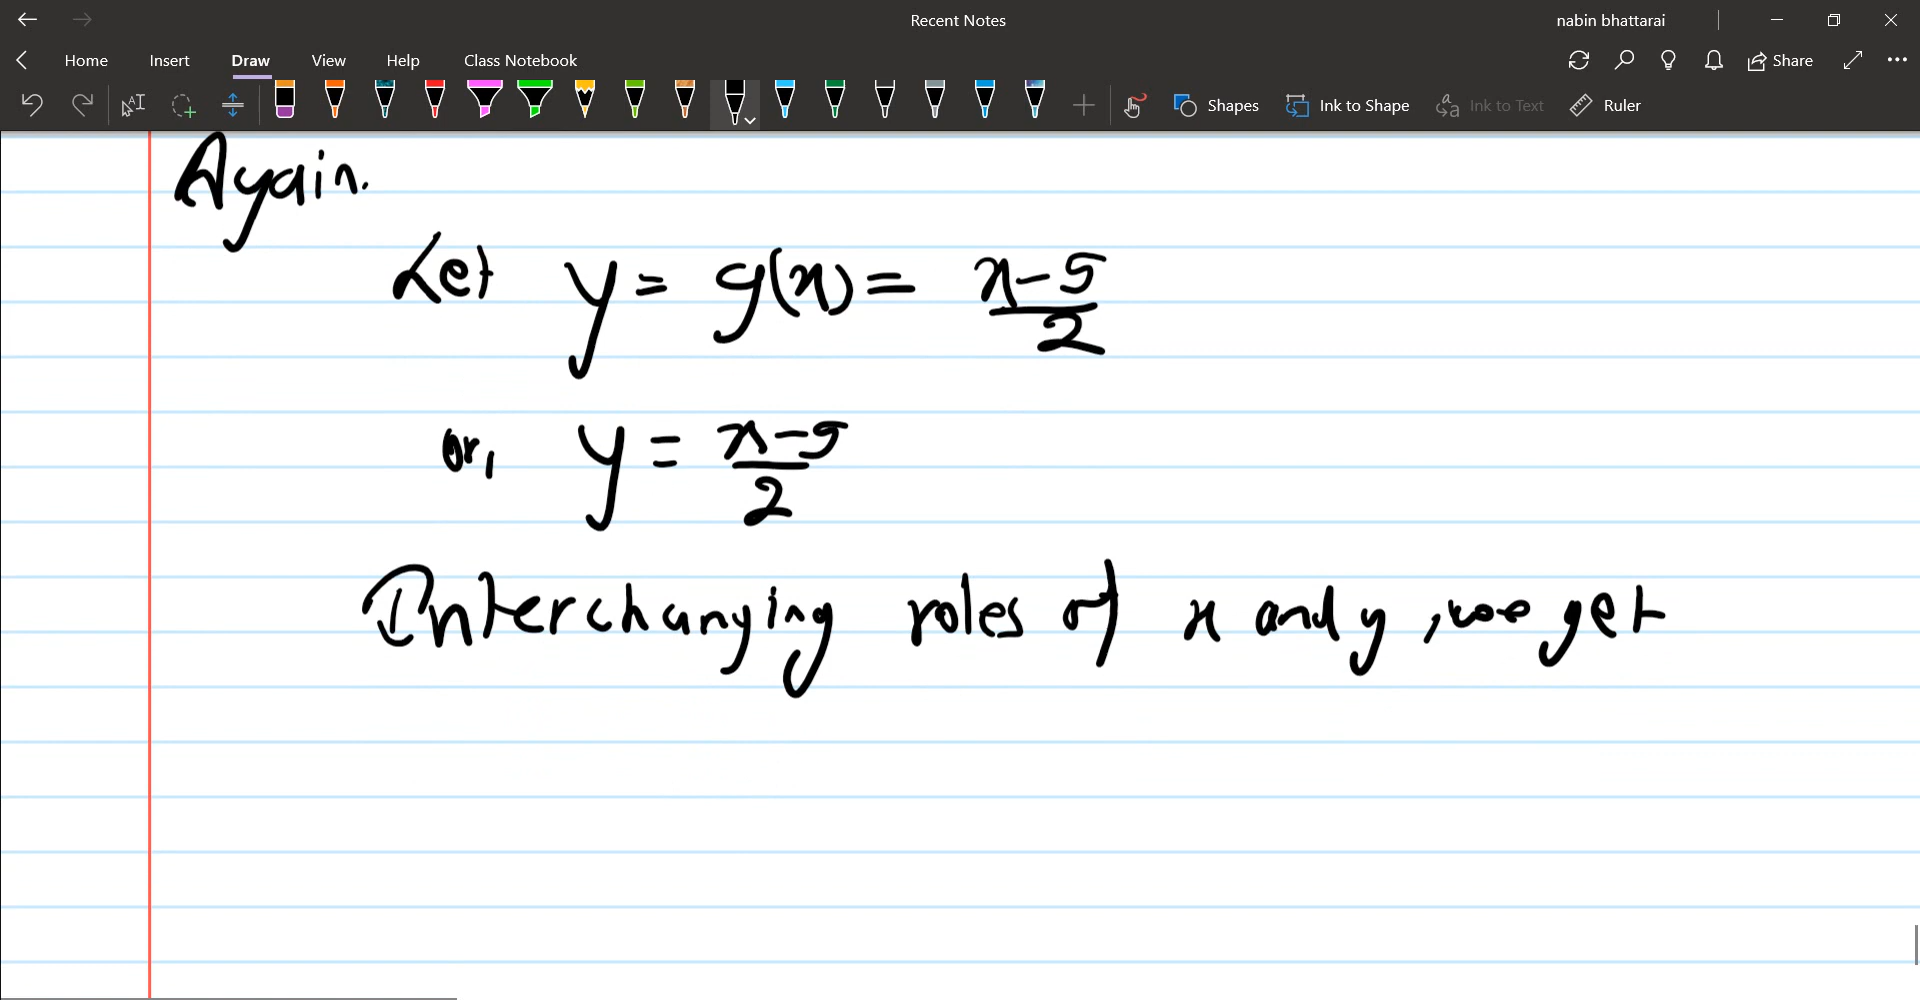 Recent Notes
nabin bhattarai
Home Insert Draw View Help Class Notebook
Share
Shapes Ink to Shape Ink to Text Ruler
Again.
Let y = g(x) = x-5/2
or, y = x-5/2
Interchanging roles of x and y, we get